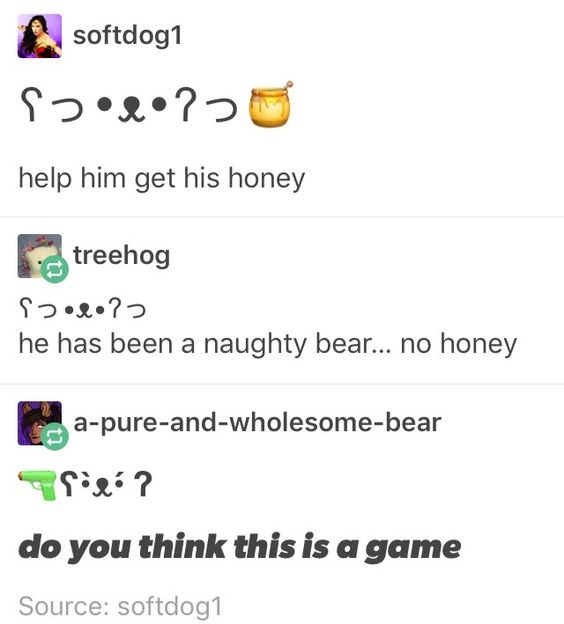 softdog1
ʕっ•ᴥ•ʔっ🍯
help him get his honey
treehog
ʕっ•ᴥ•ʔっ
he has been a naughty bear... no honey
a-pure-and-wholesome-bear
🔫ʕ•̀ᴥ•́ ʔ
do you think this is a game
Source: softdog1